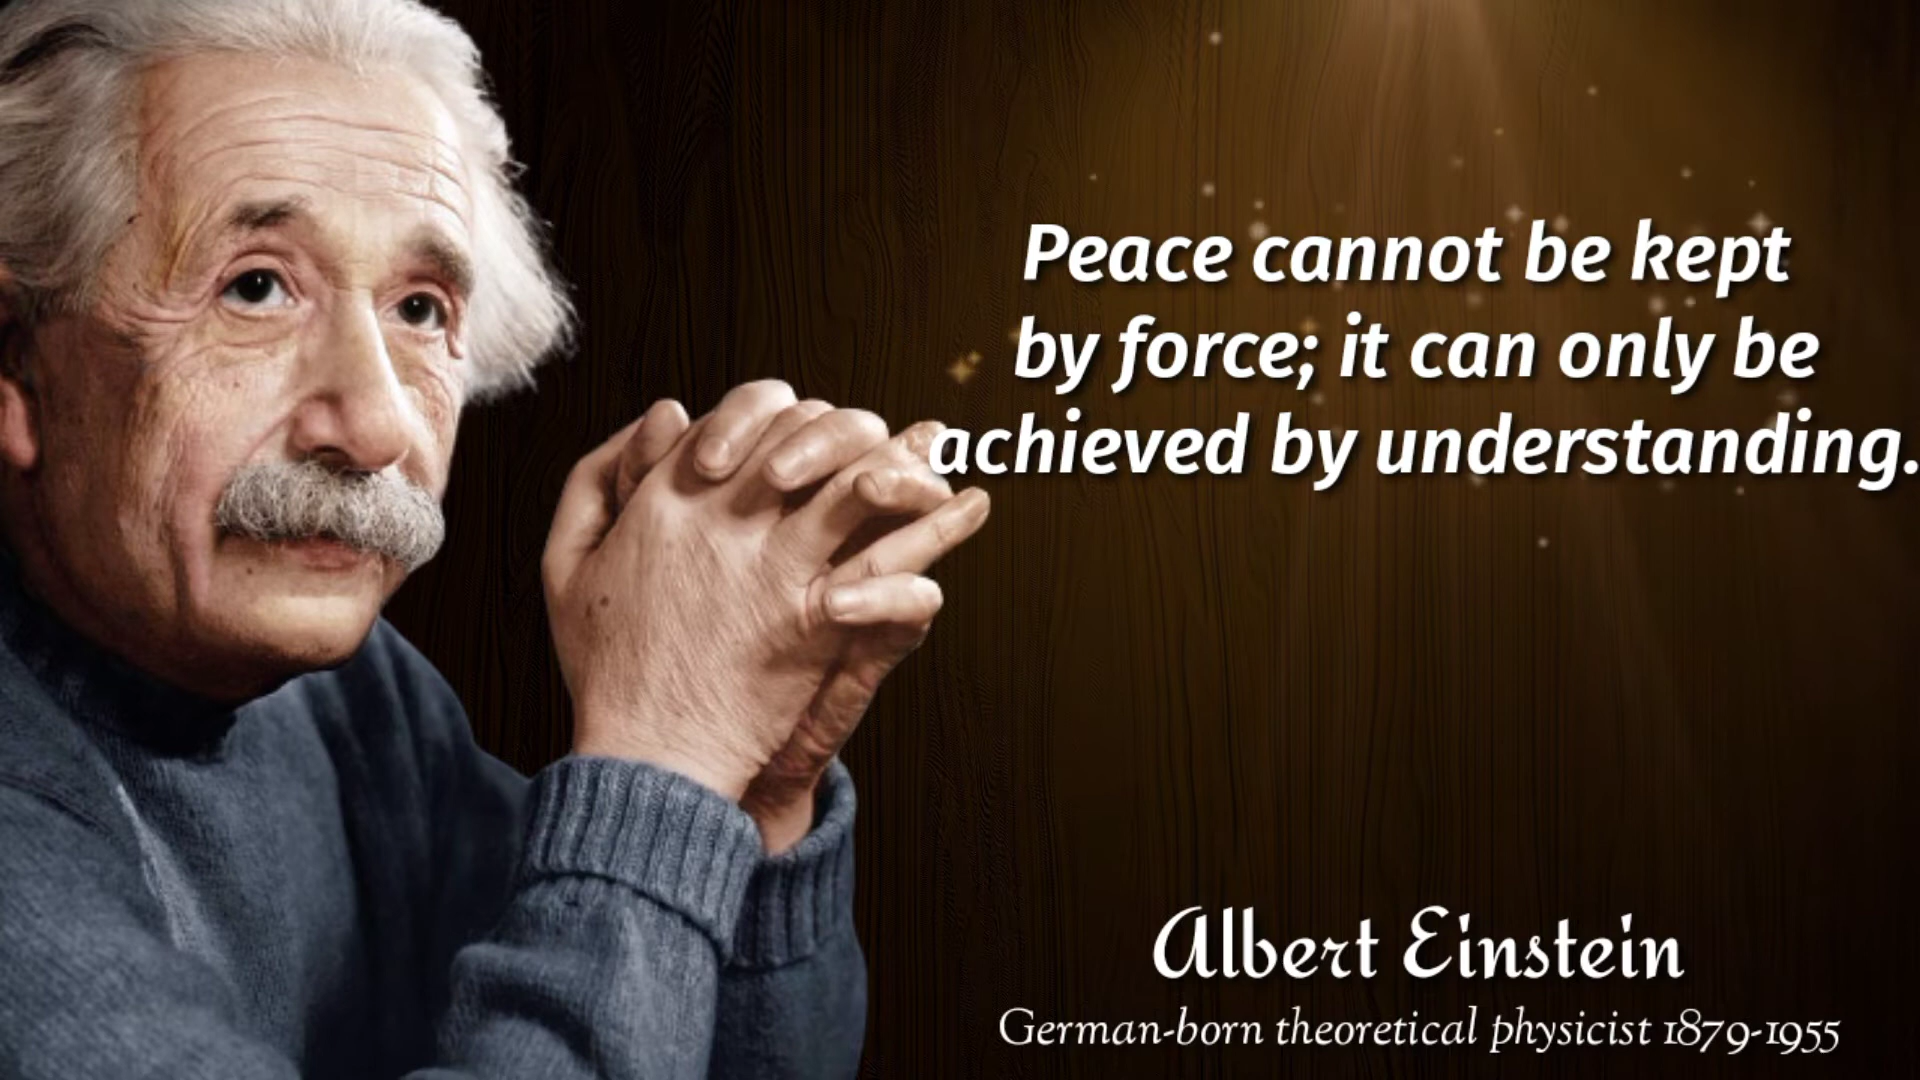 Peace cannot be kept
by force; it can only be
achieved by understanding.
Albert Einstein
German-born theoretical physicist 1879-1955